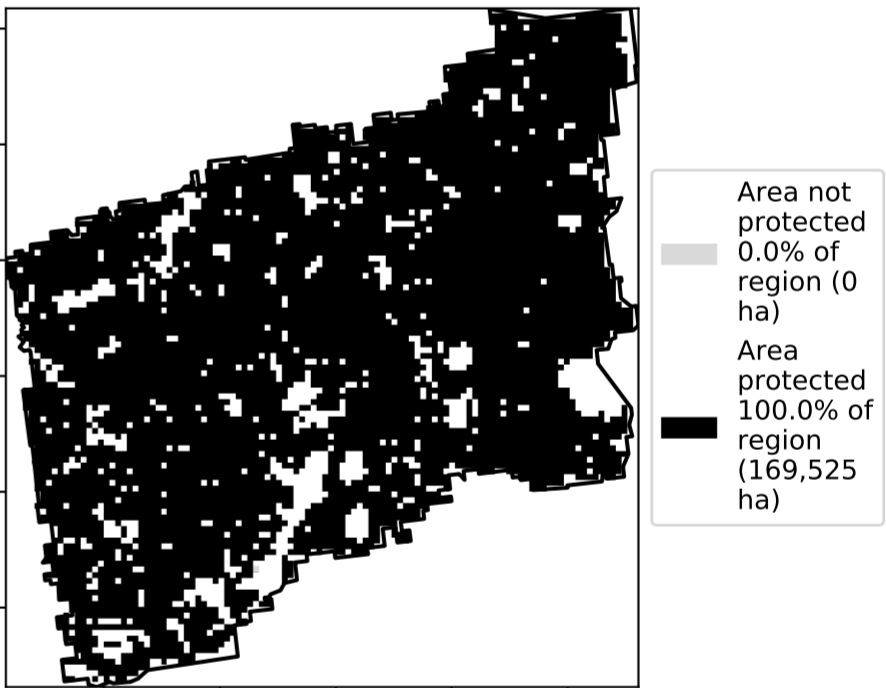 Area not
protected
0.0% of
region (0
ha)
Area
protected
100.0% of
region
(169,525
ha)